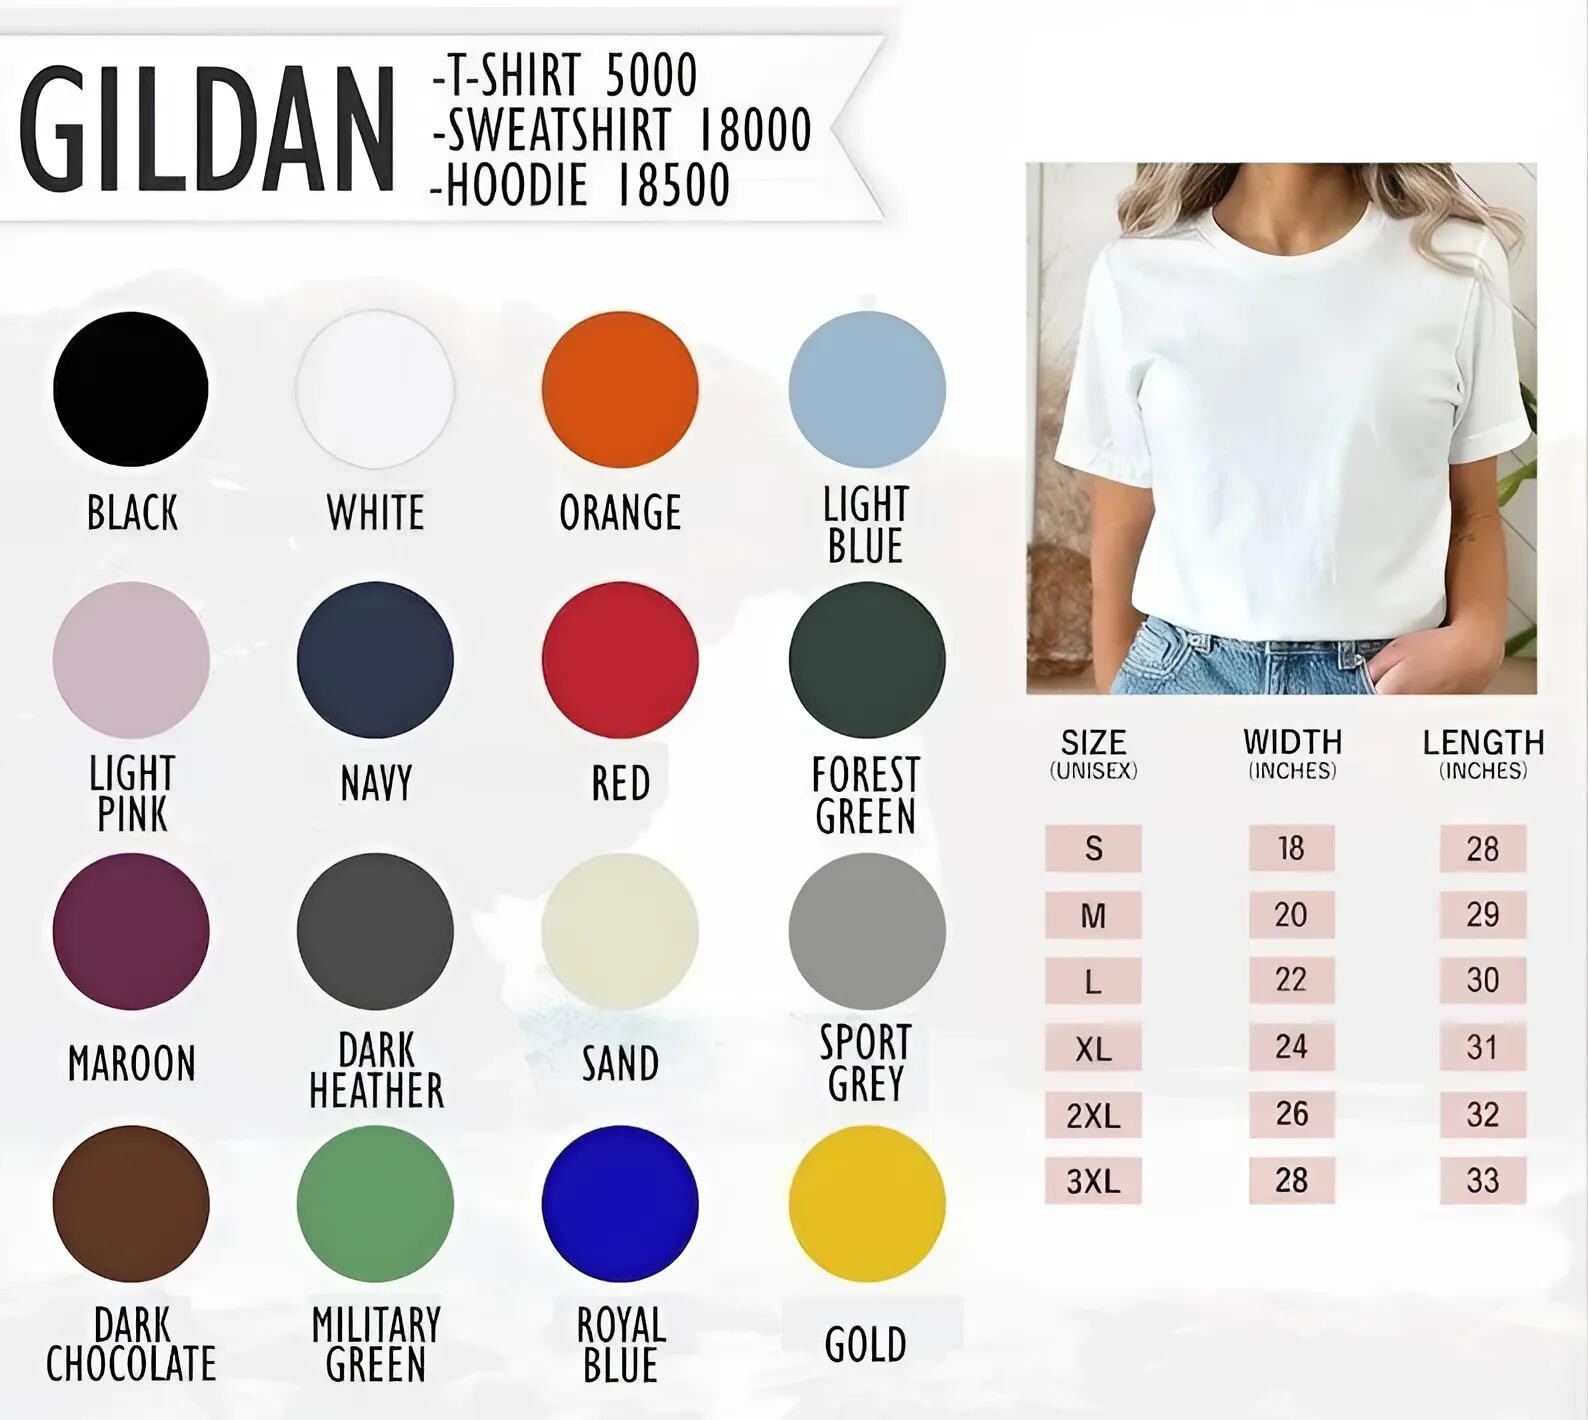 GILDAN
-T-SHIRT 5000
-SWEATSHIRT 18000
-HOODIE 18500
BLACK
WHITE
ORANGE
LIGHT
BLUE
LIGHT
PINK
NAVY
RED
FOREST
GREEN
MAROON
DARK
HEATHER
SAND
SPORT
GREY
DARK
CHOCOLATE
MILITARY
GREEN
ROYAL
BLUE
GOLD
SIZE WIDTH LENGTH
(UNISEX) (INCHES) (INCHES)
S 18 28
M 20 29
L 22 30
XL 24 31
2XL 26 32
3XL 28 33